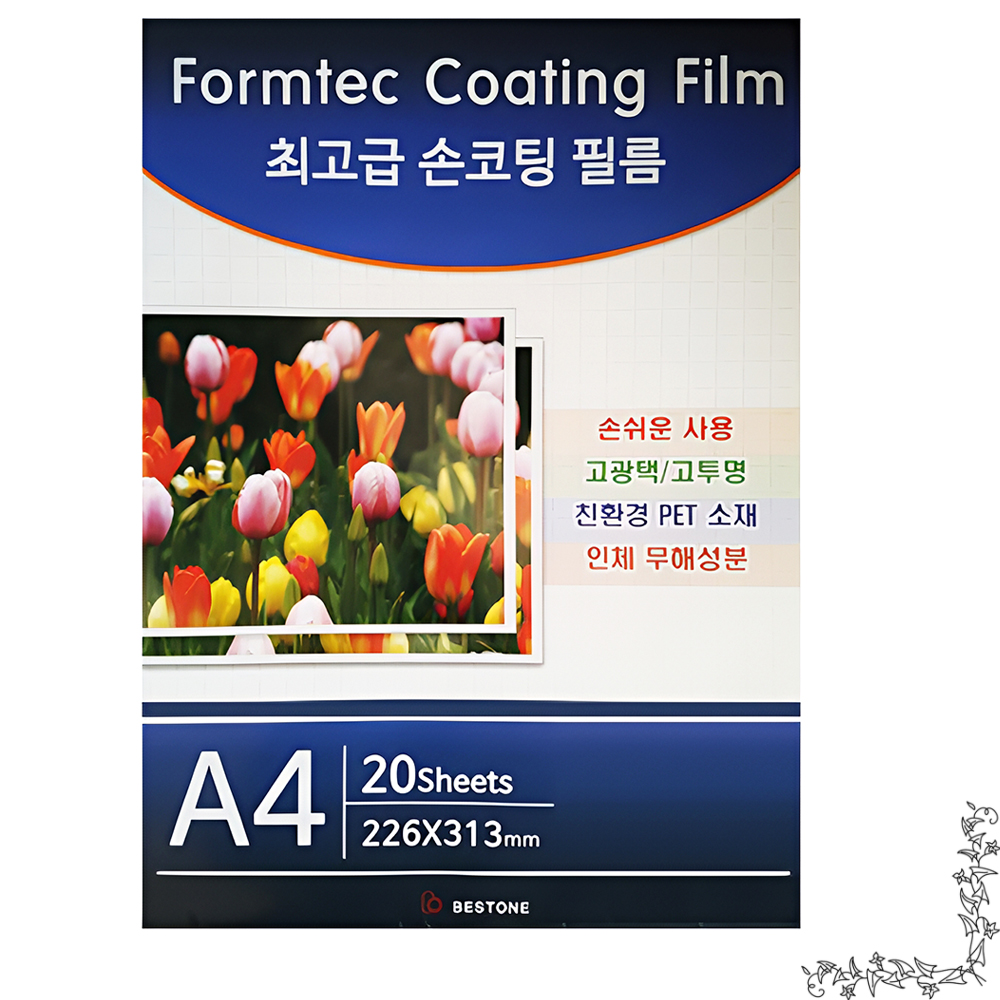 Formtec Coating Film
최고급 손코팅 필름
손쉬운 사용
고광택/고투명
친환경 PET 소재
인체 무해성분
A4
20Sheets
226X313mm
BESTONE